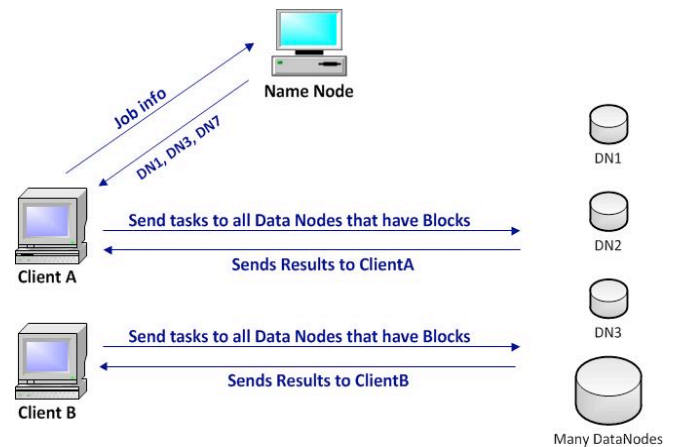 Name Node
Job info
DN1, DN3, DN7
DN1
Send tasks to all Data Nodes that have Blocks
DN2
Sends Results to ClientA
Client A
DN3
Send tasks to all Data Nodes that have Blocks
Sends Results to ClientB
Client B
Many DataNodes